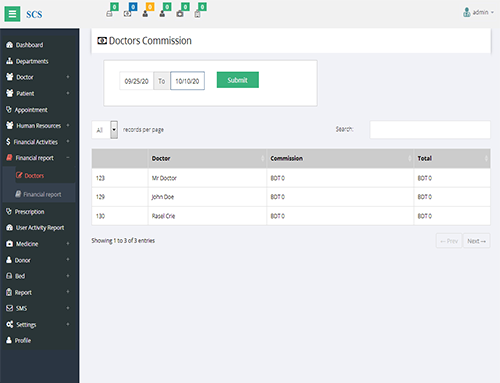 SCS
0 0 0 0 0 0
admin
Dashboard
Departments
Doctor +
Patient +
Appointment
Human Resources +
Financial Activities +
Financial report -
Doctors
Financial report
Prescription
User Activity Report
Medicine +
Donor +
Bed +
Report +
SMS +
Settings +
Profile
Doctors Commission
09/25/20 To 10/10/20 Submit
All records per page Search:
Doctor Commission Total
123 Mr Doctor BDT 0 BDT 0
129 John Doe BDT 0 BDT 0
130 Rasel Crie BDT 0 BDT 0
Showing 1 to 3 of 3 entries ← Prev Next →